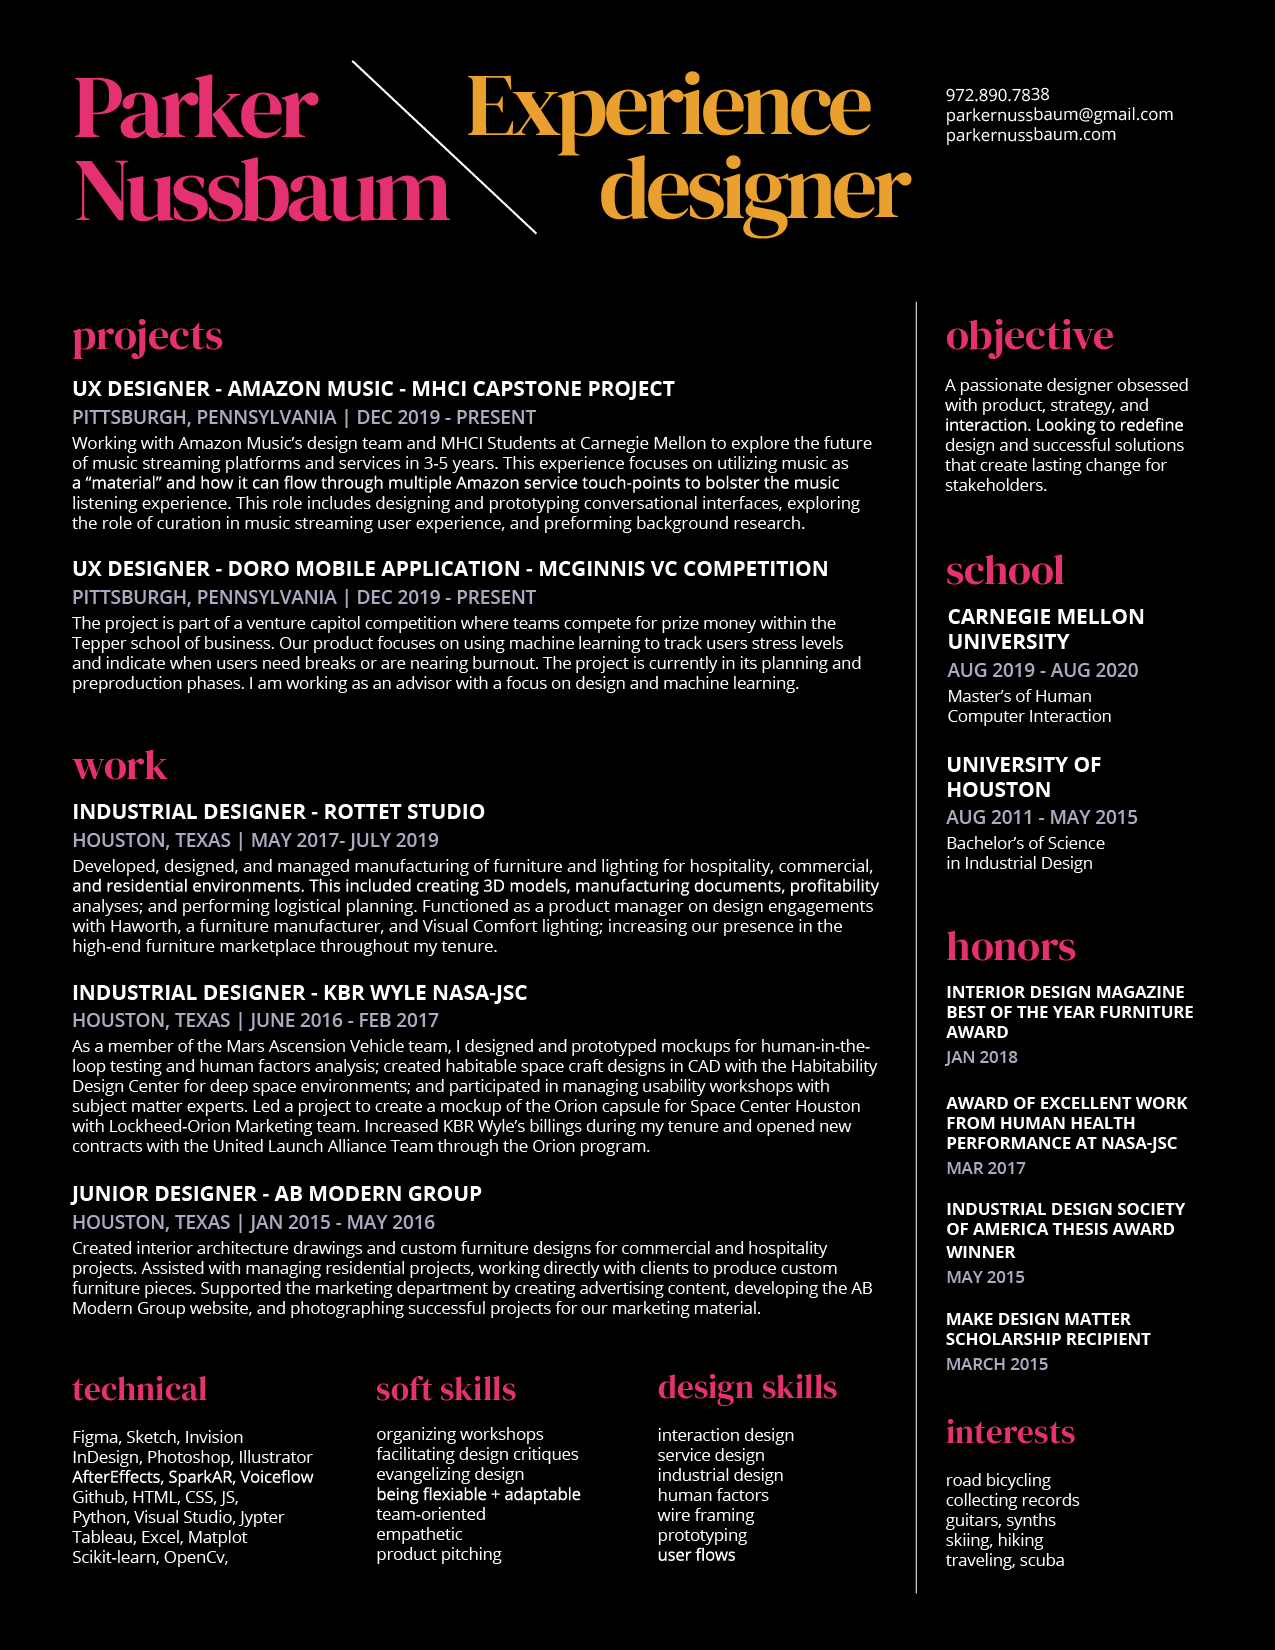 Parker
Nussbaum
Experience
designer
972.890.7838
parkernussbaum@gmail.com
parkernussbaum.com
projects
UX DESIGNER - AMAZON MUSIC - MHCI CAPSTONE PROJECT
PITTSBURGH, PENNSYLVANIA | DEC 2019 - PRESENT
Working with Amazon Music’s design team and MHCI Students at Carnegie Mellon to explore the future
of music streaming platforms and services in 3-5 years. This experience focuses on utilizing music as
a “material” and how it can flow through multiple Amazon service touch-points to bolster the music
listening experience. This role includes designing and prototyping conversational interfaces, exploring
the role of curation in music streaming user experience, and preforming background research.
UX DESIGNER - DORO MOBILE APPLICATION - MCGINNIS VC COMPETITION
PITTSBURGH, PENNSYLVANIA | DEC 2019 - PRESENT
The project is part of a venture capitol competition where teams compete for prize money within the
Tepper school of business. Our product focuses on using machine learning to track users stress levels
and indicate when users need breaks or are nearing burnout. The project is currently in its planning and
preproduction phases. I am working as an advisor with a focus on design and machine learning.
work
INDUSTRIAL DESIGNER - ROTTET STUDIO
HOUSTON, TEXAS | MAY 2017- JULY 2019
Developed, designed, and managed manufacturing of furniture and lighting for hospitality, commercial,
and residential environments. This included creating 3D models, manufacturing documents, profitability
analyses; and performing logistical planning. Functioned as a product manager on design engagements
with Haworth, a furniture manufacturer, and Visual Comfort lighting; increasing our presence in the
high-end furniture marketplace throughout my tenure.
INDUSTRIAL DESIGNER - KBR WYLE NASA-JSC
HOUSTON, TEXAS | JUNE 2016 - FEB 2017
As a member of the Mars Ascension Vehicle team, I designed and prototyped mockups for human-in-the-
loop testing and human factors analysis; created habitable space craft designs in CAD with the Habitability
Design Center for deep space environments; and participated in managing usability workshops with
subject matter experts. Led a project to create a mockup of the Orion capsule for Space Center Houston
with Lockheed-Orion Marketing team. Increased KBR Wyle’s billings during my tenure and opened new
contracts with the United Launch Alliance Team through the Orion program.
JUNIOR DESIGNER - AB MODERN GROUP
HOUSTON, TEXAS | JAN 2015 - MAY 2016
Created interior architecture drawings and custom furniture designs for commercial and hospitality
projects. Assisted with managing residential projects, working directly with clients to produce custom
furniture pieces. Supported the marketing department by creating advertising content, developing the AB
Modern Group website, and photographing successful projects for our marketing material.
technical
Figma, Sketch, Invision
InDesign, Photoshop, Illustrator
AfterEffects, SparkAR, Voiceflow
Github, HTML, CSS, JS,
Python, Visual Studio, Jypter
Tableau, Excel, Matplot
Scikit-learn, OpenCv,
soft skills
organizing workshops
facilitating design critiques
evangelizing design
being flexiable + adaptable
team-oriented
empathetic
product pitching
design skills
interaction design
service design
industrial design
human factors
wire framing
prototyping
user flows
objective
A passionate designer obsessed
with product, strategy, and
interaction. Looking to redefine
design and successful solutions
that create lasting change for
stakeholders.
school
CARNEGIE MELLON
UNIVERSITY
AUG 2019 - AUG 2020
Master’s of Human
Computer Interaction
UNIVERSITY OF
HOUSTON
AUG 2011 - MAY 2015
Bachelor’s of Science
in Industrial Design
honors
INTERIOR DESIGN MAGAZINE
BEST OF THE YEAR FURNITURE
AWARD
JAN 2018
AWARD OF EXCELLENT WORK
FROM HUMAN HEALTH
PERFORMANCE AT NASA-JSC
MAR 2017
INDUSTRIAL DESIGN SOCIETY
OF AMERICA THESIS AWARD
WINNER
MAY 2015
MAKE DESIGN MATTER
SCHOLARSHIP RECIPIENT
MARCH 2015
interests
road bicycling
collecting records
guitars, synths
skiing, hiking
traveling, scuba